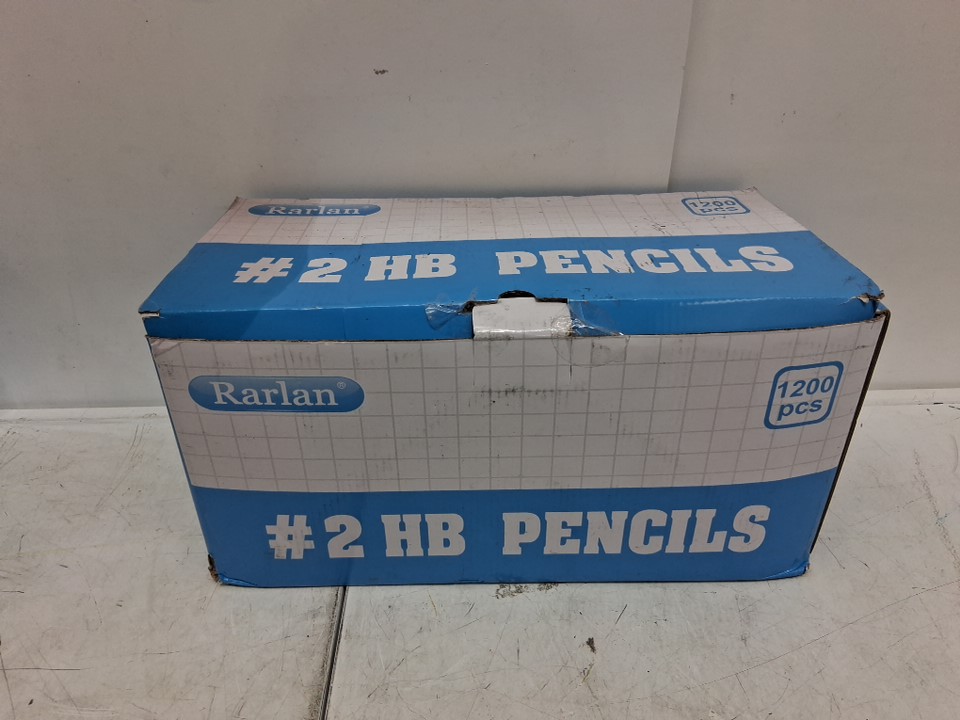 Rarlan®
1200
pcs
#2 HB PENCILS
Rarlan®
1200
pcs
#2 HB PENCILS